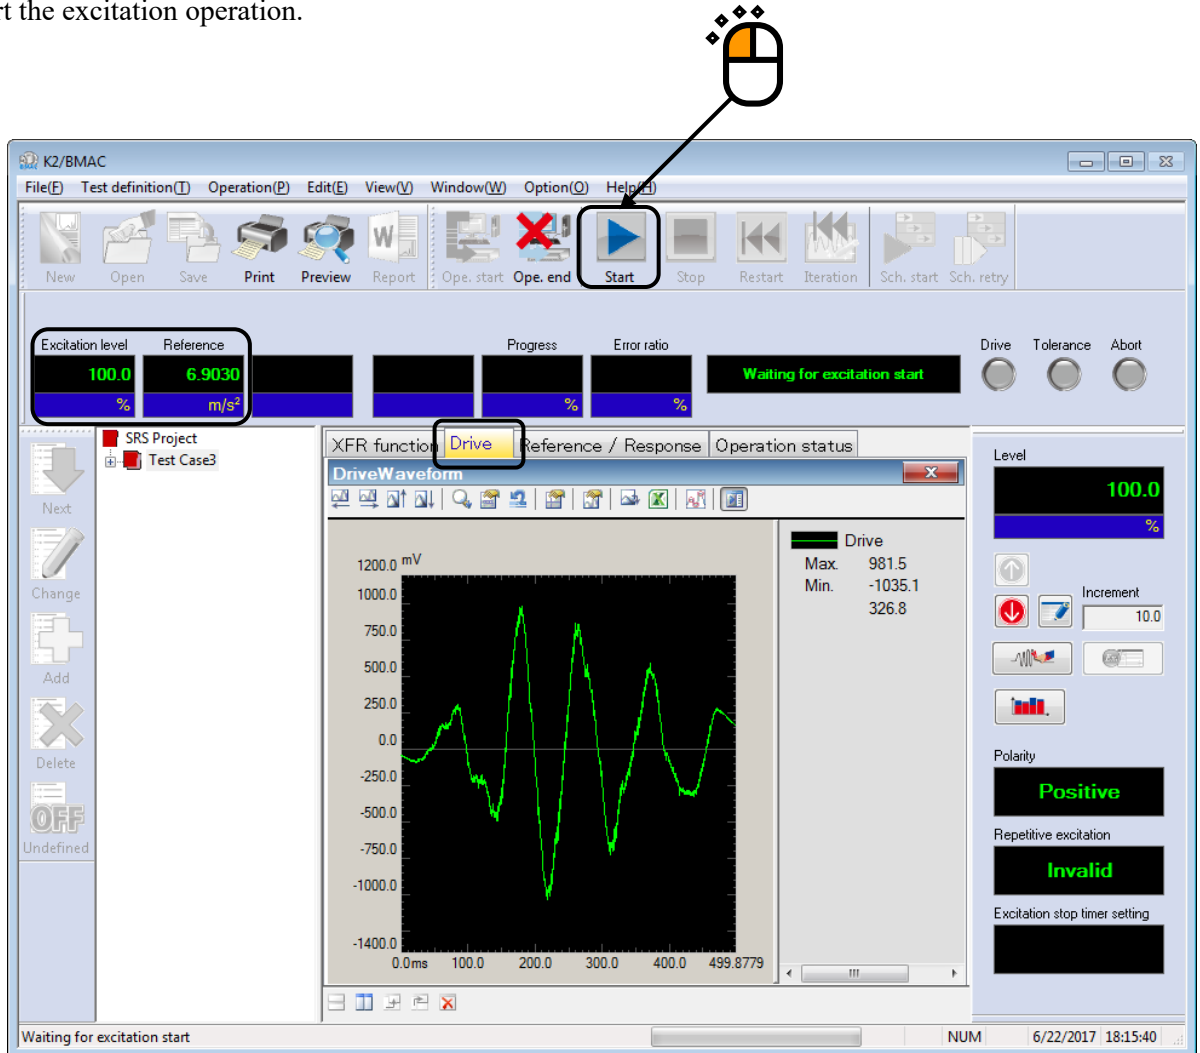 rt the excitation operation.
K2/BMAC
File(F) Test definition(T) Operation(P) Edit(E) View(V) Window(W) Option(O) Help(H)
New Open Save Print Preview Report Ope. start Ope. end Start Stop Restart Iteration Sch. start Sch. retry
Excitation level Reference Progress Error ratio Drive Tolerance Abort
100.0 6.9030 Waiting for excitation start
% m/s² % %
SRS Project
Test Case3
Next
Change
Add
Delete
OFF
Undefined
XFR function Drive Reference / Response Operation status
DriveWaveform
1200.0 mV
1000.0
750.0
500.0
250.0
0.0
-250.0
-500.0
-750.0
-1000.0
-1400.0
0.0ms 100.0 200.0 300.0 400.0 499.8779
Drive
Max. 981.5
Min. -1035.1
326.8
Level
100.0
%
Increment
10.0
Polarity
Positive
Repetitive excitation
Invalid
Excitation stop timer setting
Waiting for excitation start NUM 6/22/2017 18:15:40